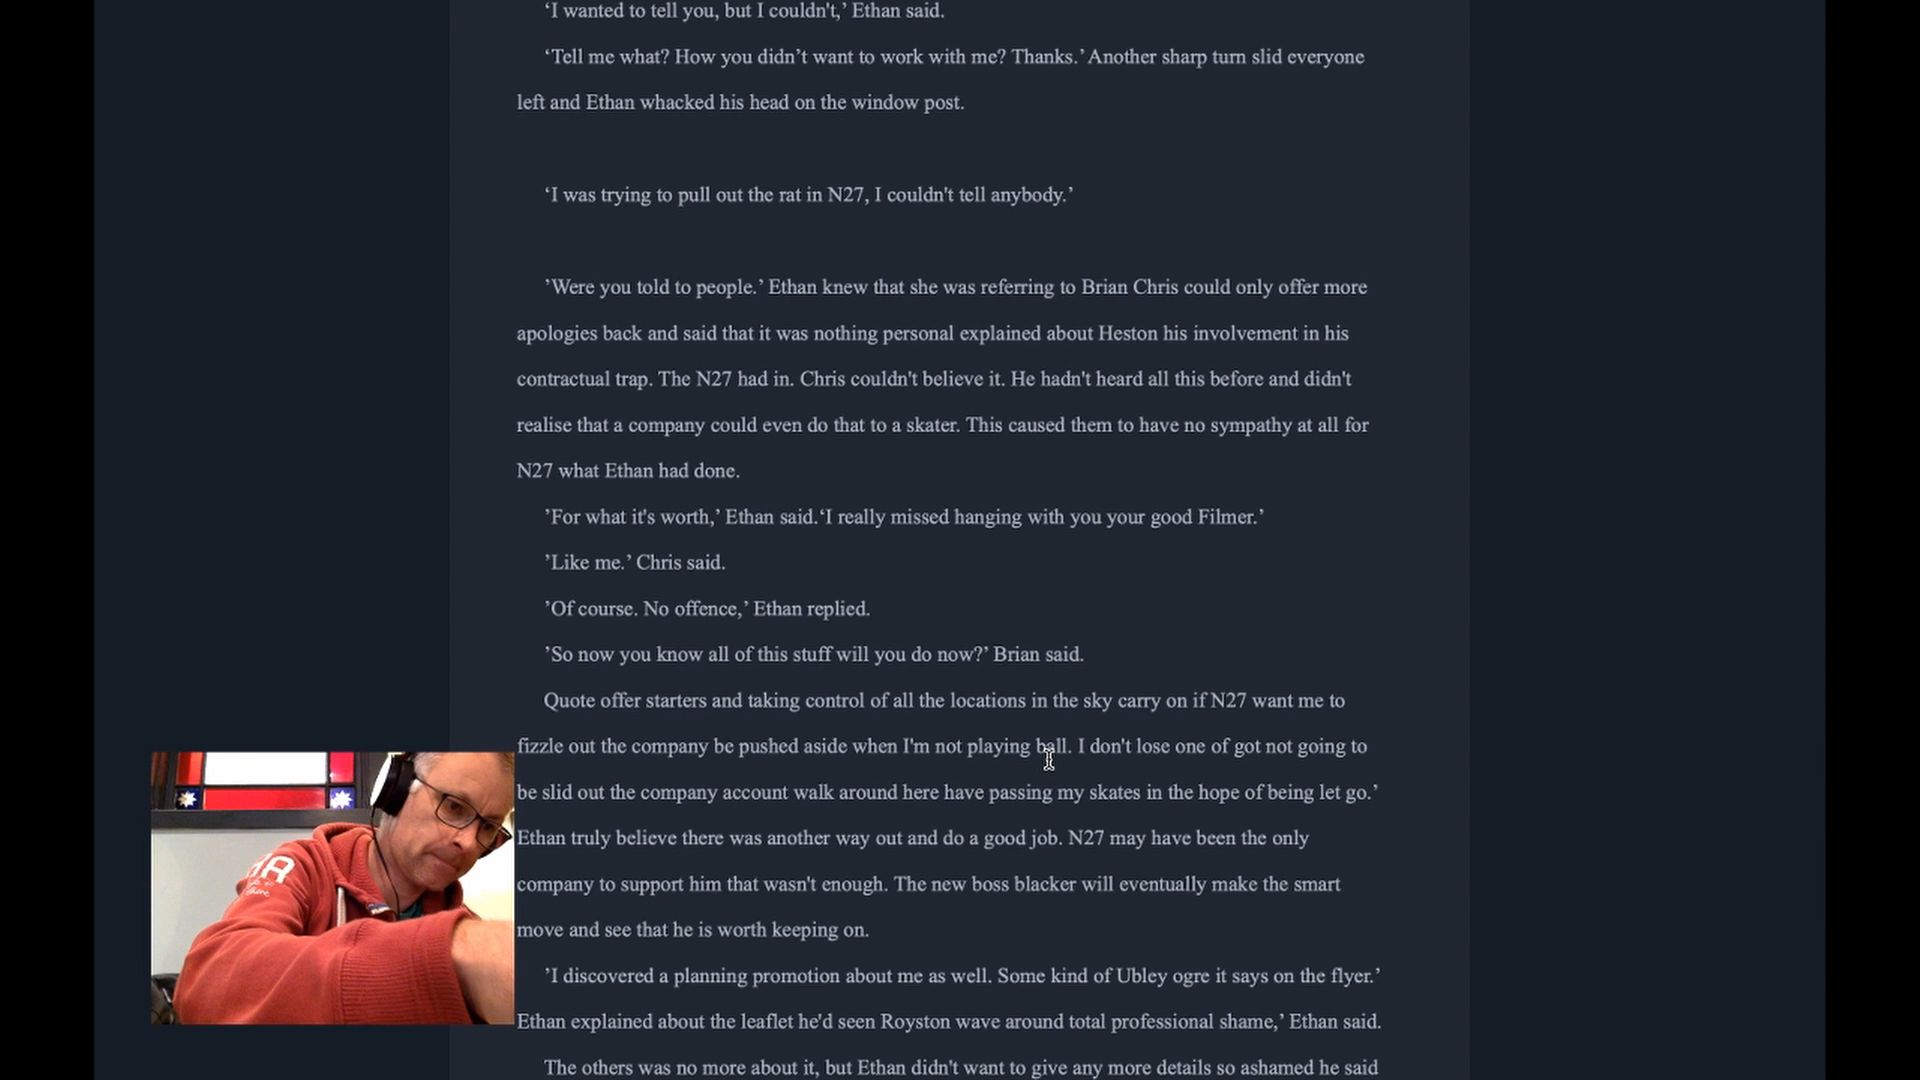 ‘I wanted to tell you, but I couldn't,’ Ethan said.
‘Tell me what? How you didn’t want to work with me? Thanks.’ Another sharp turn slid everyone
left and Ethan whacked his head on the window post.
‘I was trying to pull out the rat in N27, I couldn't tell anybody.’
’Were you told to people.’ Ethan knew that she was referring to Brian Chris could only offer more
apologies back and said that it was nothing personal explained about Heston his involvement in his
contractual trap. The N27 had in. Chris couldn't believe it. He hadn't heard all this before and didn't
realise that a company could even do that to a skater. This caused them to have no sympathy at all for
N27 what Ethan had done.
’For what it's worth,’ Ethan said.‘I really missed hanging with you your good Filmer.’
’Like me.’ Chris said.
’Of course. No offence,’ Ethan replied.
’So now you know all of this stuff will you do now?’ Brian said.
Quote offer starters and taking control of all the locations in the sky carry on if N27 want me to
fizzle out the company be pushed aside when I'm not playing ball. I don't lose one of got not going to
be slid out the company account walk around here have passing my skates in the hope of being let go.’
Ethan truly believe there was another way out and do a good job. N27 may have been the only
company to support him that wasn't enough. The new boss blacker will eventually make the smart
move and see that he is worth keeping on.
’I discovered a planning promotion about me as well. Some kind of Ubley ogre it says on the flyer.’
Ethan explained about the leaflet he'd seen Royston wave around total professional shame,’ Ethan said.
The others was no more about it, but Ethan didn't want to give any more details so ashamed he said